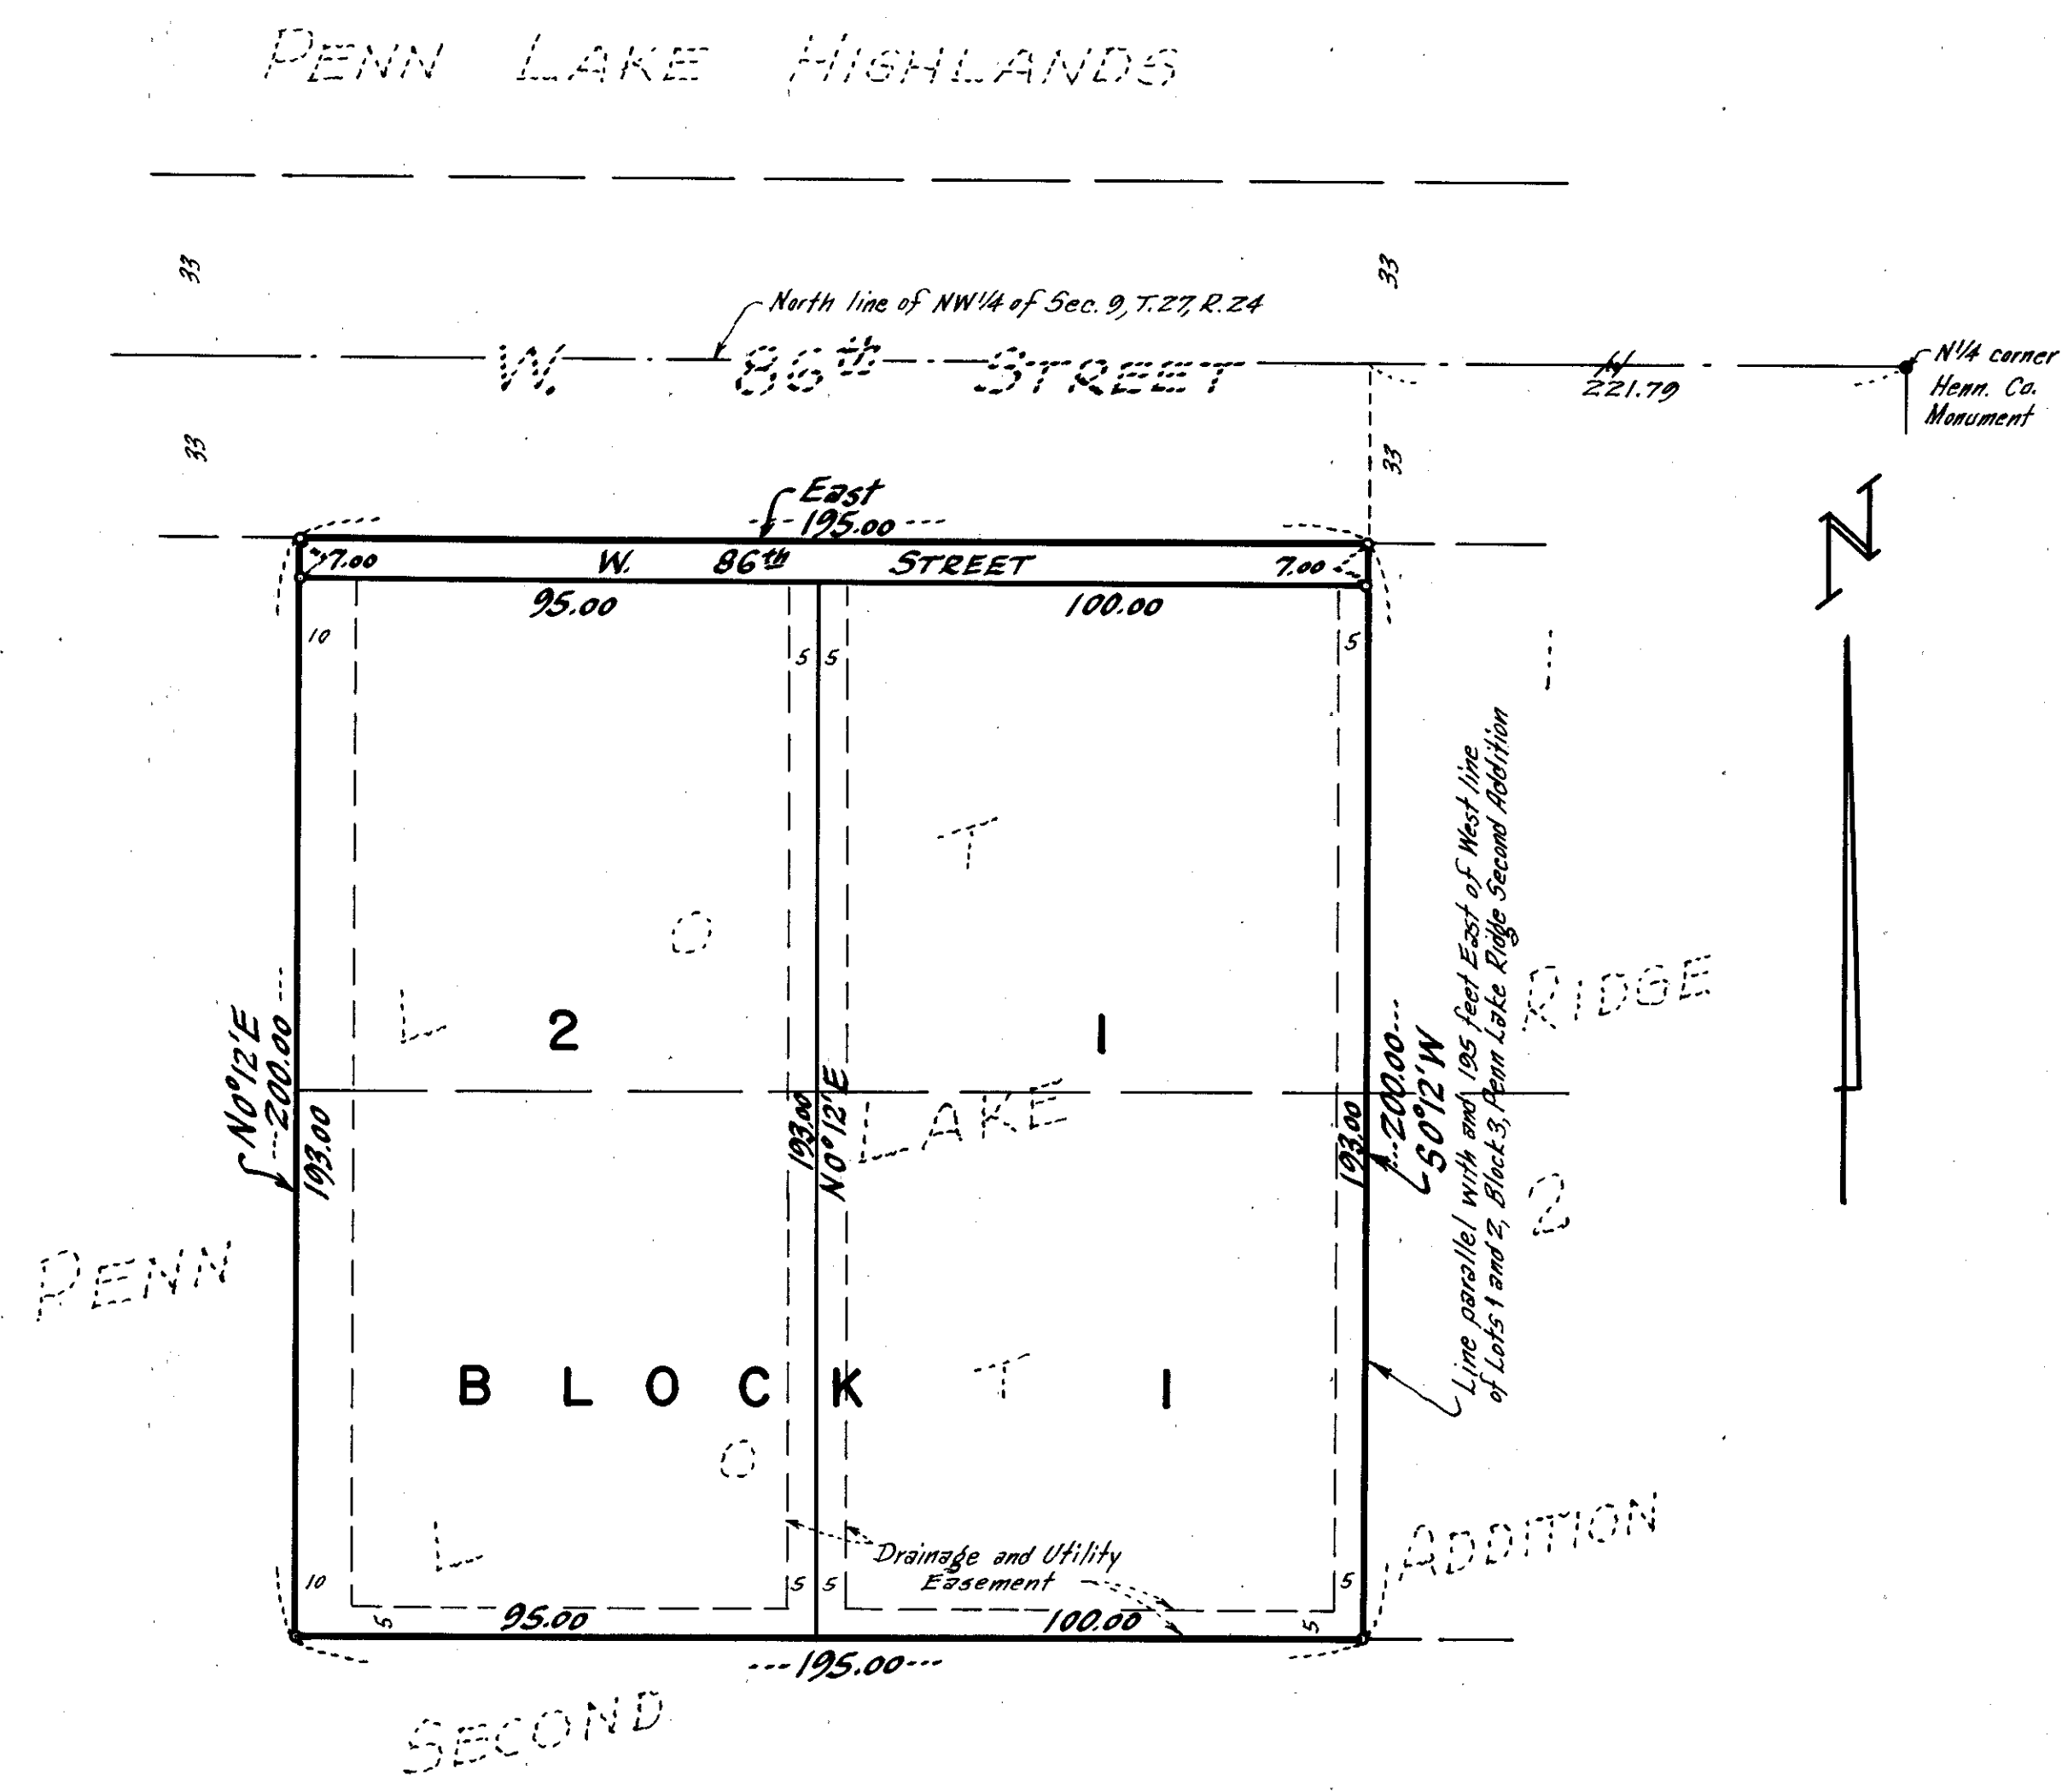 PENN LAKE HIGHLANDS
33
33
North line of NW 1/4 of Sec. 9, T.27, R.24
W. 86th STREET
N 1/4 corner
Henn. Co.
Monument
221.79
33
33
N
East
---195.00---
7.00
W. 86th STREET
7.00
95.00
100.00
10
5
5
5
1
L O T
2
1
RIDGE
N0°12'E
---200.00---
193.00
193.00
N0°12'E
LAKE
193.00
---200.00---
S0°12'W
Line parallel with and 195 feet East of West line
of Lots 1 and 2, Block 3, Penn Lake Ridge Second Addition
2
PENN
BLOCK 1
L O T
Drainage and Utility
Easement
ADDITION
10
5
5
5
5
95.00
100.00
5
---195.00---
SECOND